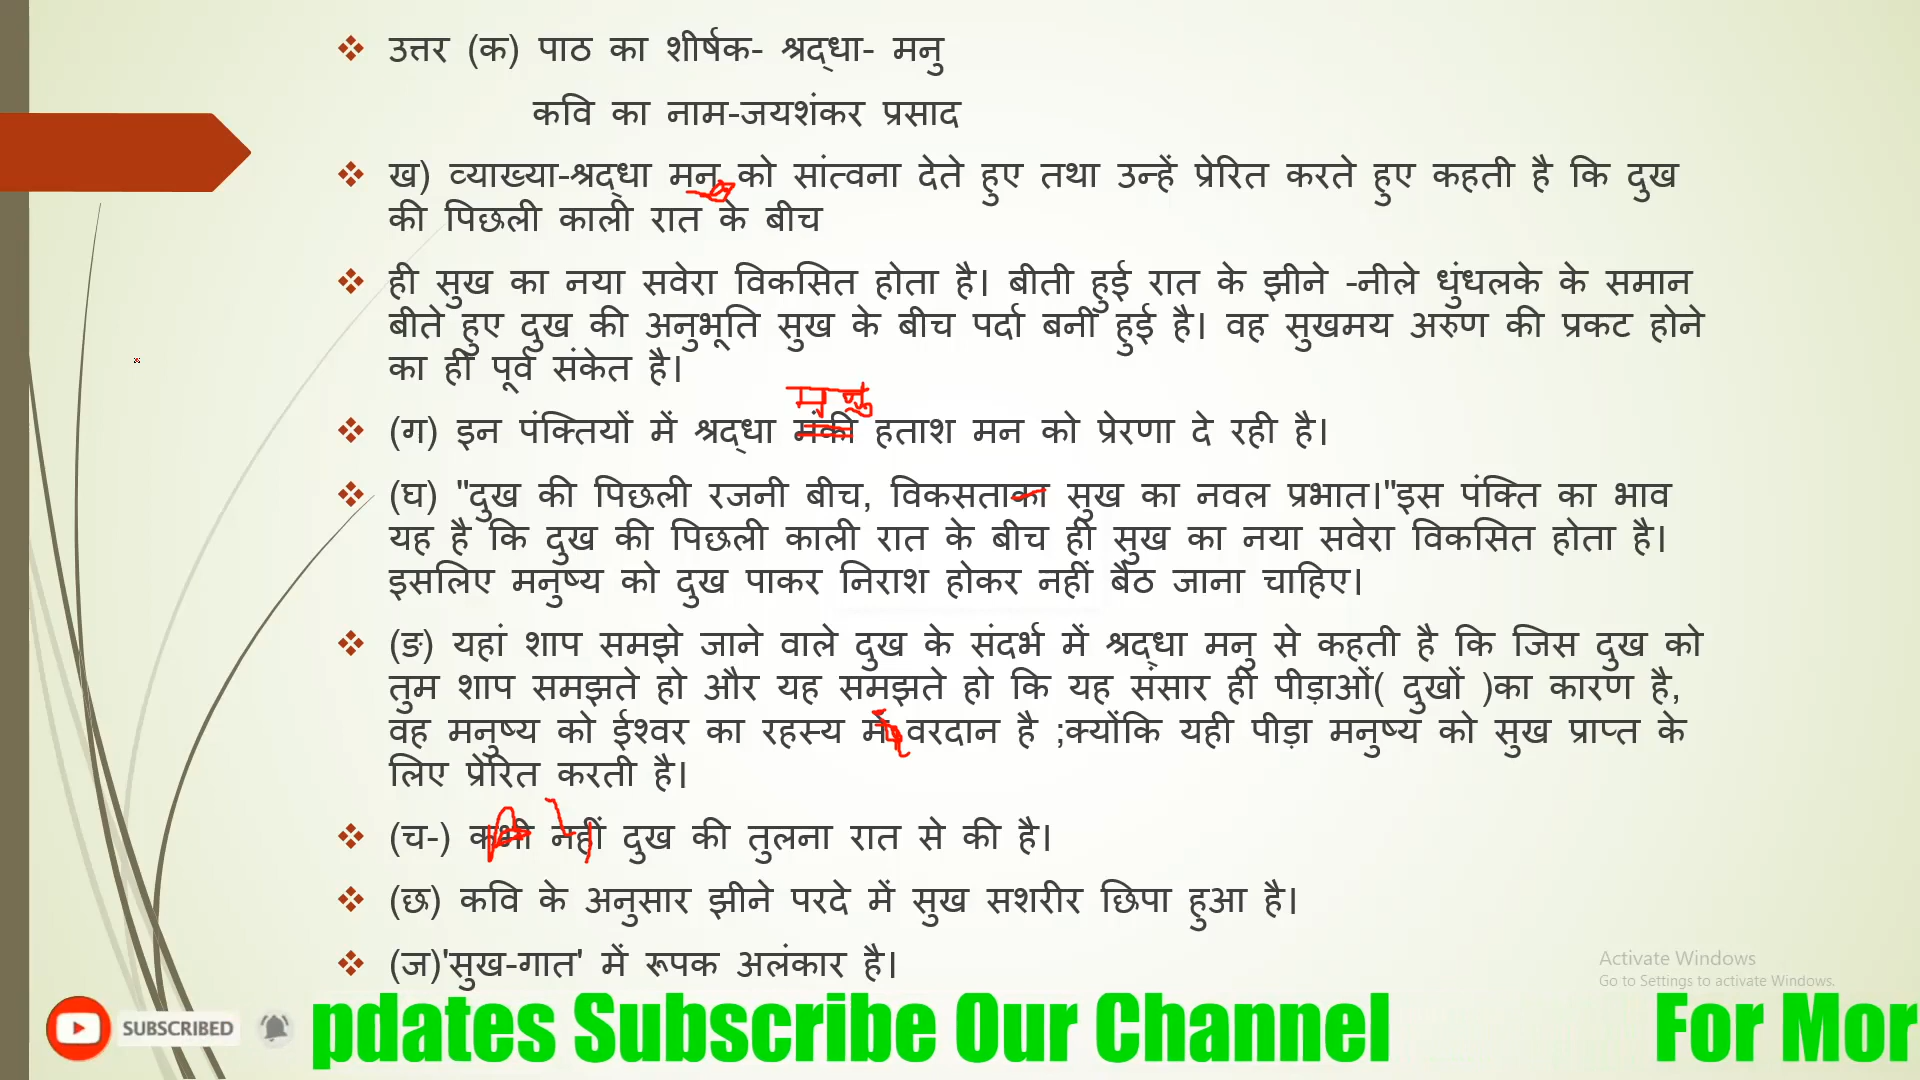 उत्तर (क) पाठ का शीर्षक- श्रद्धा- मनु
कवि का नाम-जयशंकर प्रसाद
ख) व्याख्या-श्रद्धा मन को सांत्वना देते हुए तथा उन्हें प्रेरित करते हुए कहती है कि दुख
की पिछली काली रात के बीच
ही सुख का नया सवेरा विकसित होता है। बीती हुई रात के झीने -नीले धुंधलके के समान
बीते हुए दुख की अनुभूति सुख के बीच पर्दा बनी हुई है। वह सुखमय अरुण की प्रकट होने
का ही पूर्व संकेत है।
मनु
(ग) इन पंक्तियों में श्रद्धा मंकी हताश मन को प्रेरणा दे रही है।
(घ) "दुख की पिछली रजनी बीच, विकसताका सुख का नवल प्रभात।"इस पंक्ति का भाव
यह है कि दुख की पिछली काली रात के बीच ही सुख का नया सवेरा विकसित होता है।
इसलिए मनुष्य को दुख पाकर निराश होकर नहीं बैठ जाना चाहिए।
(ङ) यहां शाप समझे जाने वाले दुख के संदर्भ में श्रद्धा मनु से कहती है कि जिस दुख को
तुम शाप समझते हो और यह समझते हो कि यह संसार ही पीड़ाओं( दुखों )का कारण है,
वह मनुष्य को ईश्वर का रहस्य मे वरदान है ;क्योंकि यही पीड़ा मनुष्य को सुख प्राप्त के
लिए प्रेरित करती है।
(च-) कभी नहीं दुख की तुलना रात से की है।
(छ) कवि के अनुसार झीने परदे में सुख सशरीर छिपा हुआ है।
(ज)'सुख-गात' में रूपक अलंकार है।
Activate Windows
Go to Settings to activate Windows.
SUBSCRIBED
pdates Subscribe Our Channel For Mor